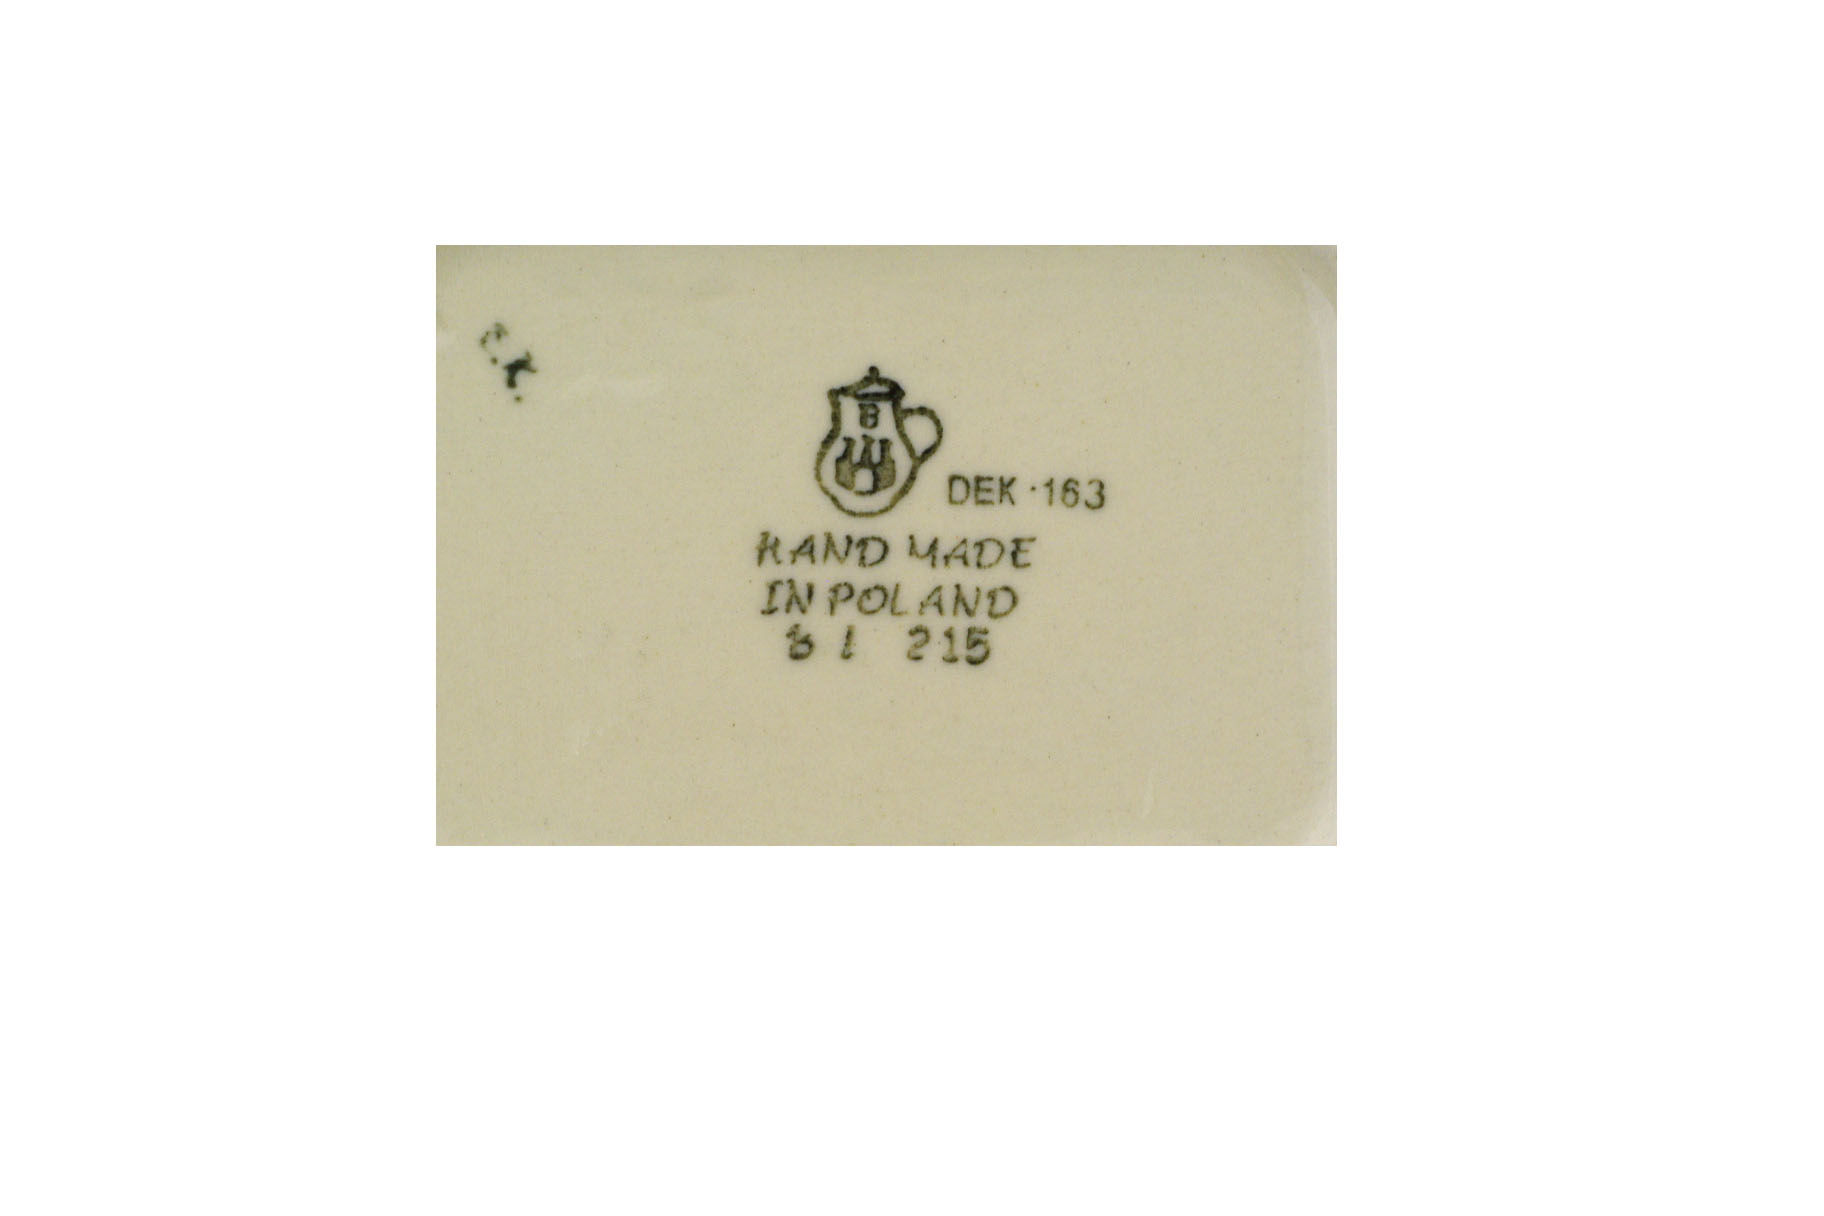 B
DEK·163
HAND MADE
IN POLAND
215